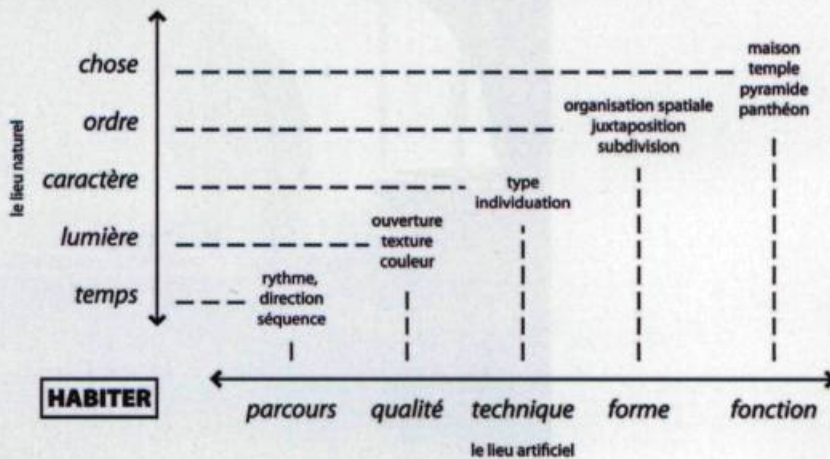 maison
chose
temple
pyramide
panthéon
organisation spatiale
ordre
juxtaposition
subdivision
le lieu naturel
caractère
type
individuation
ouverture
lumière
texture
couleur
rythme,
temps
direction
séquence
HABITER
parcours qualité technique forme fonction
le lieu artificiel